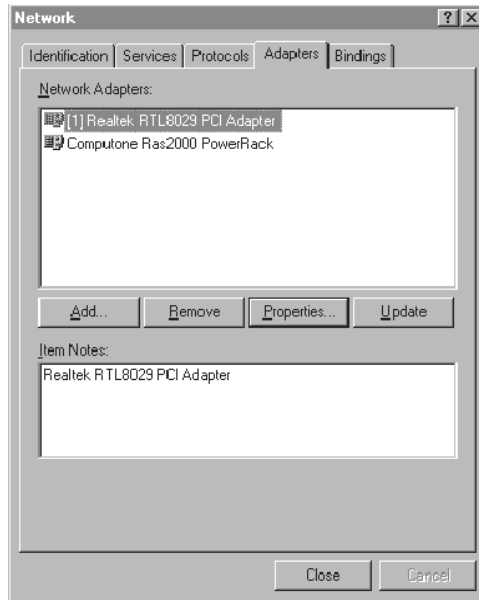 Network
Identification Services Protocols Adapters Bindings
Network Adapters:
[1] Realtek RTL8029 PCI Adapter
Computone Ras2000 PowerRack
Add... Remove Properties... Update
Item Notes:
Realtek RTL8029 PCI Adapter
Close Cancel